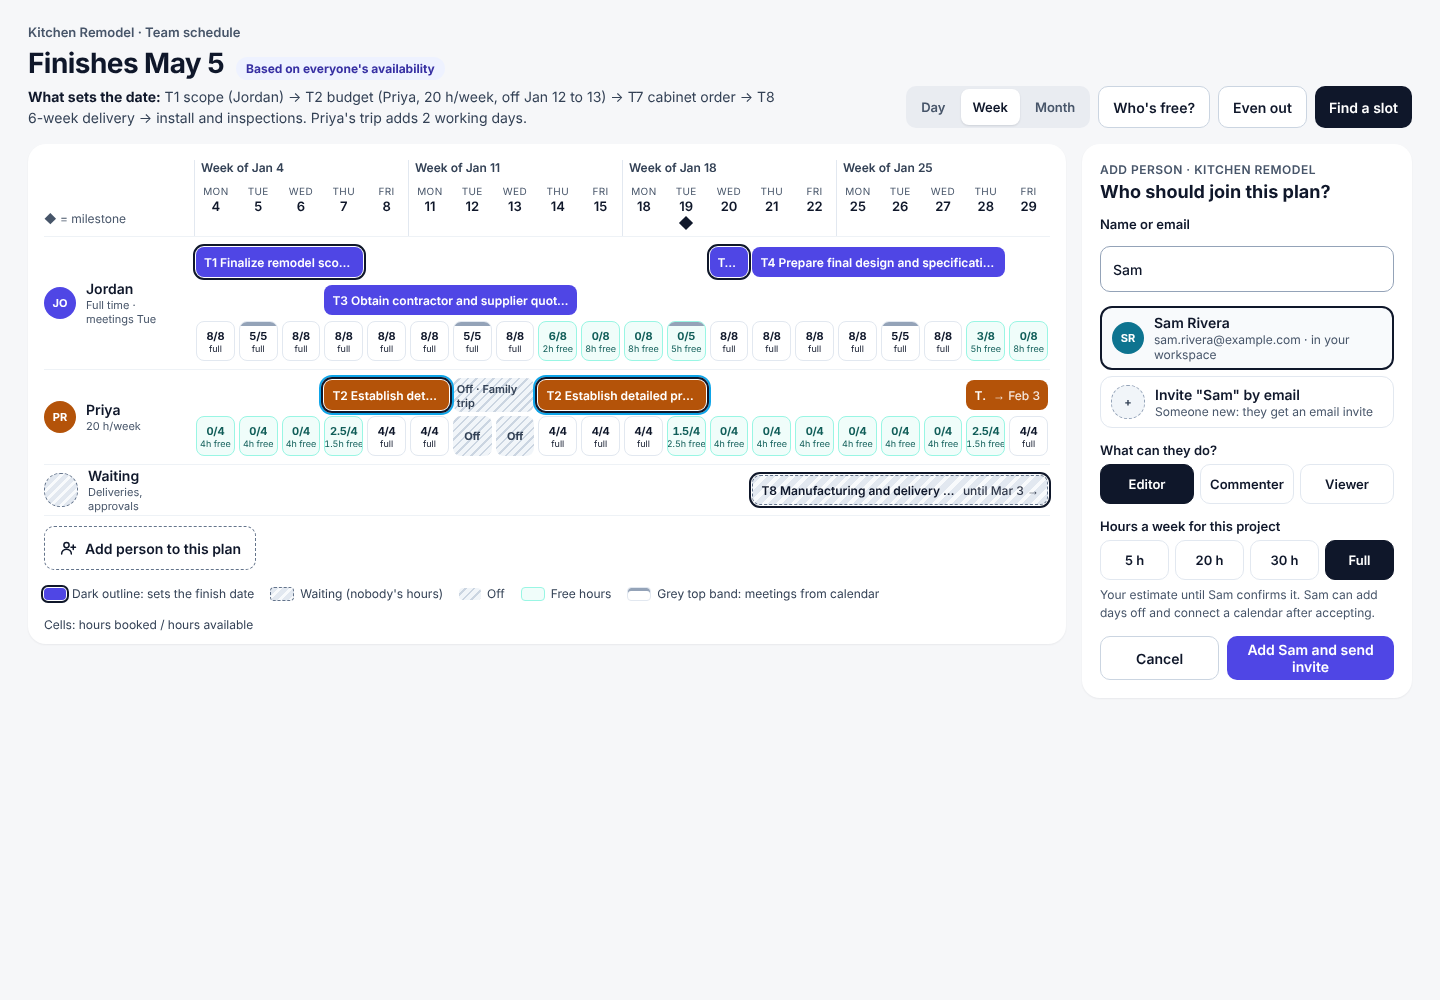 Kitchen Remodel · Team schedule
Finishes May 5
Based on everyone's availability
What sets the date: T1 scope (Jordan) → T2 budget (Priya, 20 h/week, off Jan 12 to 13) → T7 cabinet order → T8
6-week delivery → install and inspections. Priya's trip adds 2 working days.
Day Week Month
Who's free?
Even out
Find a slot
Week of Jan 4 Week of Jan 11 Week of Jan 18 Week of Jan 25
MON TUE WED THU FRI MON TUE WED THU FRI MON TUE WED THU FRI MON TUE WED THU FRI
4 5 6 7 8 11 12 13 14 15 18 19 20 21 22 25 26 27 28 29
◆ = milestone
T1 Finalize remodel sco... T... T4 Prepare final design and specificati...
JO
Jordan
Full time ·
meetings Tue
T3 Obtain contractor and supplier quot...
8/8 5/5 8/8 8/8 8/8 8/8 5/5 8/8 6/8 0/8 0/8 0/5 8/8 8/8 8/8 8/8 5/5 8/8 3/8 0/8
full full full full full full full full 2h free 8h free 8h free 5h free full full full full full full 5h free 8h free
PR
Priya
20 h/week
T2 Establish det... Off · Family
trip
T2 Establish detailed pr... T. → Feb 3
0/4 0/4 0/4 2.5/4 4/4 4/4 Off Off 4/4 4/4 4/4 1.5/4 0/4 0/4 0/4 0/4 0/4 0/4 2.5/4 4/4
4h free 4h free 4h free 1.5h free full full full full full 2.5h free 4h free 4h free 4h free 4h free 4h free 4h free 1.5h free full
Waiting
Deliveries,
approvals
T8 Manufacturing and delivery ... until Mar 3 →
Add person to this plan
Dark outline: sets the finish date Waiting (nobody's hours) Off Free hours Grey top band: meetings from calendar
Cells: hours booked / hours available
ADD PERSON · KITCHEN REMODEL
Who should join this plan?
Name or email
Sam
SR
Sam Rivera
sam.rivera@example.com · in your
workspace
+
Invite "Sam" by email
Someone new: they get an email invite
What can they do?
Editor Commenter Viewer
Hours a week for this project
5 h 20 h 30 h Full
Your estimate until Sam confirms it. Sam can add
days off and connect a calendar after accepting.
Cancel
Add Sam and send
invite